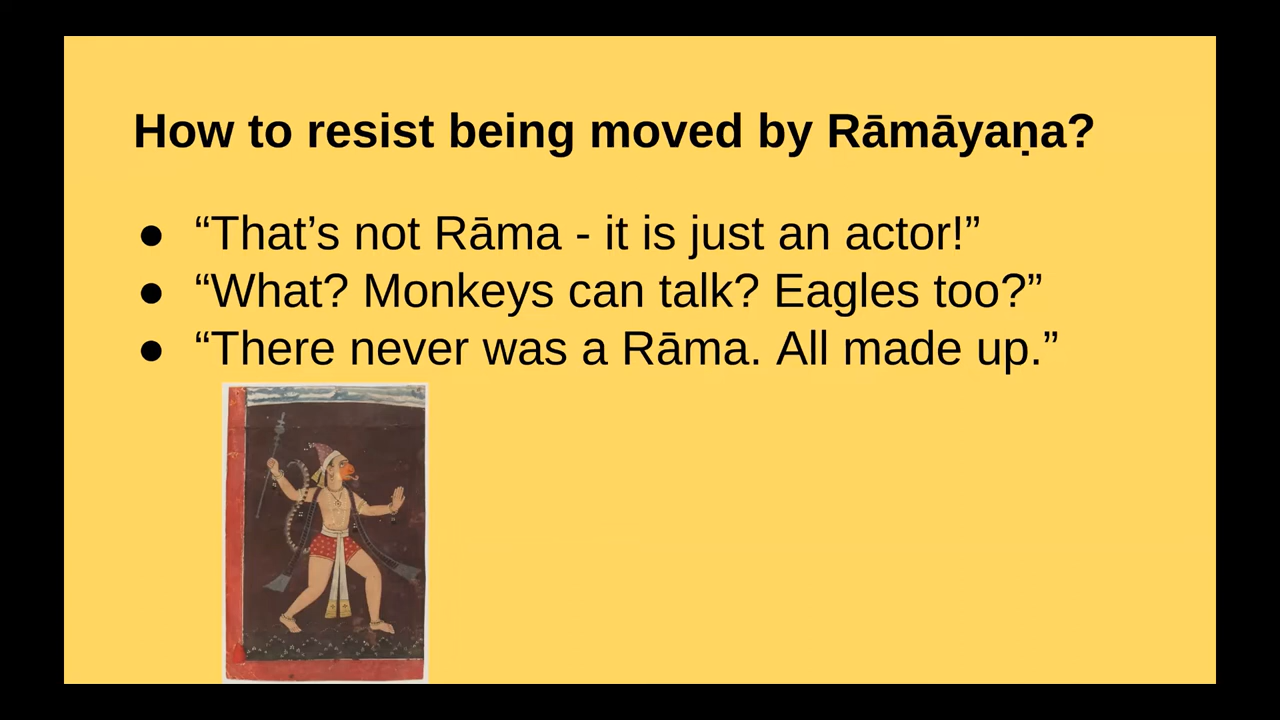 How to resist being moved by Rāmāyaṇa?
● “That’s not Rāma - it is just an actor!”
● “What? Monkeys can talk? Eagles too?”
● “There never was a Rāma. All made up.”